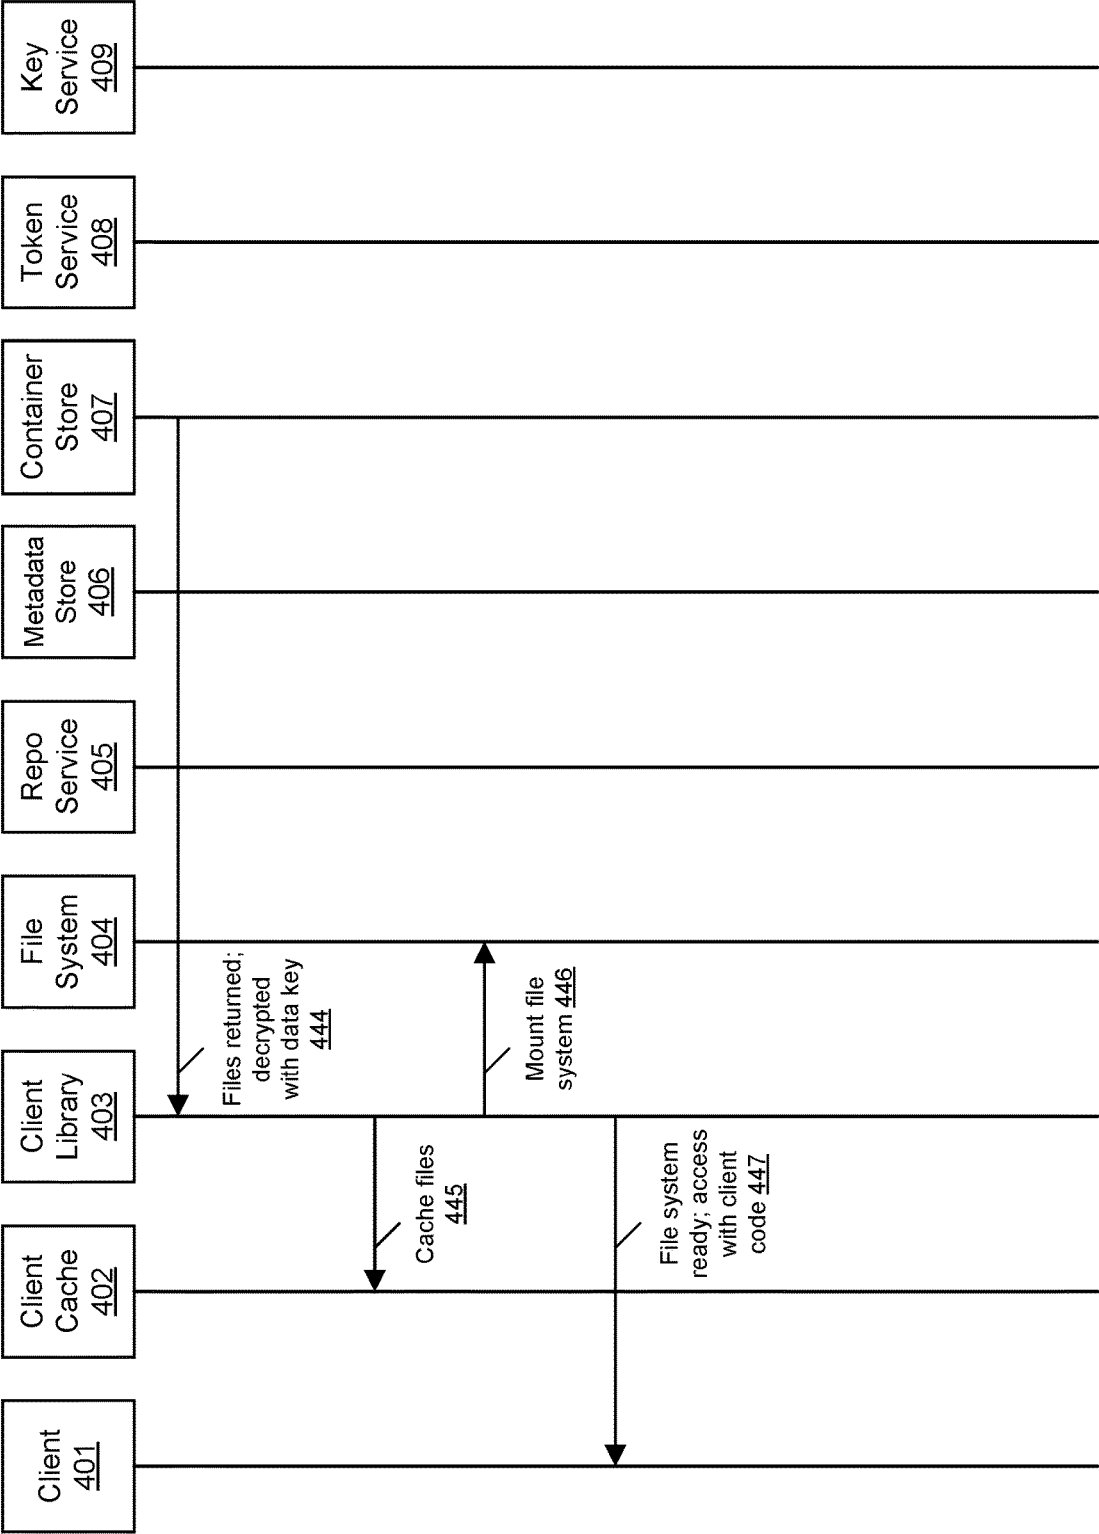 Client
401
Client
Cache
402
Client
Library
403
File
System
404
Repo
Service
405
Metadata
Store
406
Container
Store
407
Token
Service
408
Key
Service
409
Files returned;
decrypted
with data key
444
Cache files
445
Mount file
system 446
File system
ready; access
with client
code 447